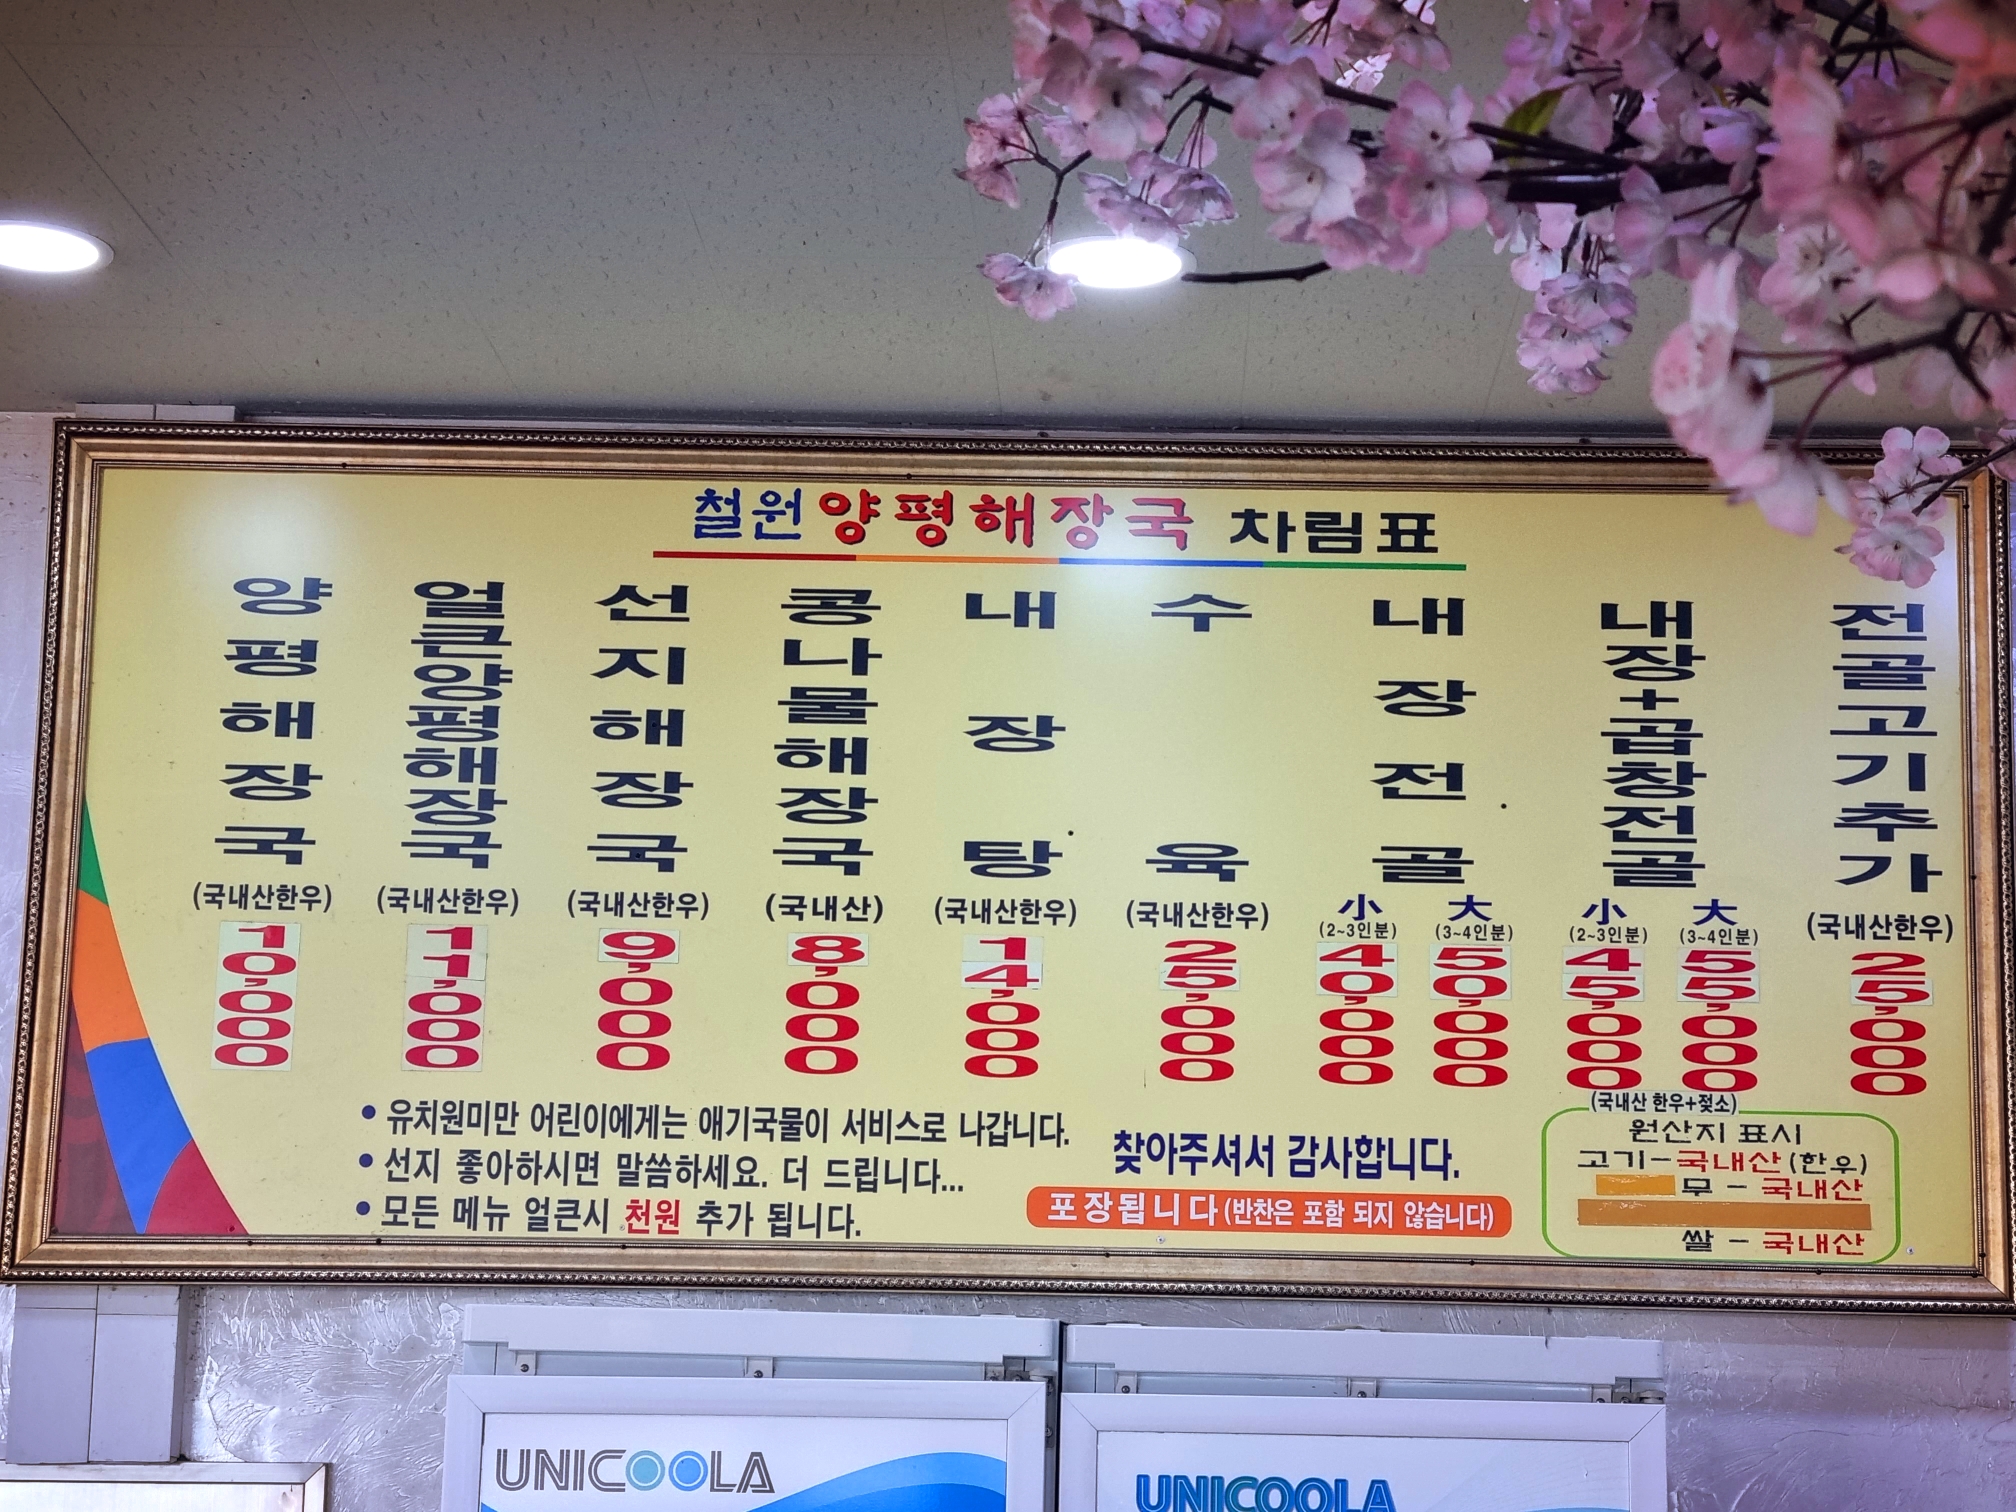 철원 양평해장국 차림표
양평해장국
(국내산한우)
10,000
얼큰양평해장국
(국내산한우)
11,000
선지해장국
(국내산한우)
9,000
콩나물해장국
(국내산)
8,000
내장탕
(국내산한우)
14,000
수육
(국내산한우)
25,000
내장전골
小 大
(2~3인분) (3~4인분)
40,000 50,000
내장+곱창전골
小 大
(2~3인분) (3~4인분)
45,000 55,000
(국내산 한우+젖소)
전골고기추가
(국내산한우)
25,000
• 유치원미만 어린이에게는 애기국물이 서비스로 나갑니다.
• 선지 좋아하시면 말씀하세요. 더 드립니다...
• 모든 메뉴 얼큰시 천원 추가 됩니다.
찾아주셔서 감사합니다.
포장됩니다(반찬은 포함 되지 않습니다)
원산지 표시
고기-국내산(한우)
무 - 국내산
쌀 - 국내산
UNICOOLA
UNICOOLA